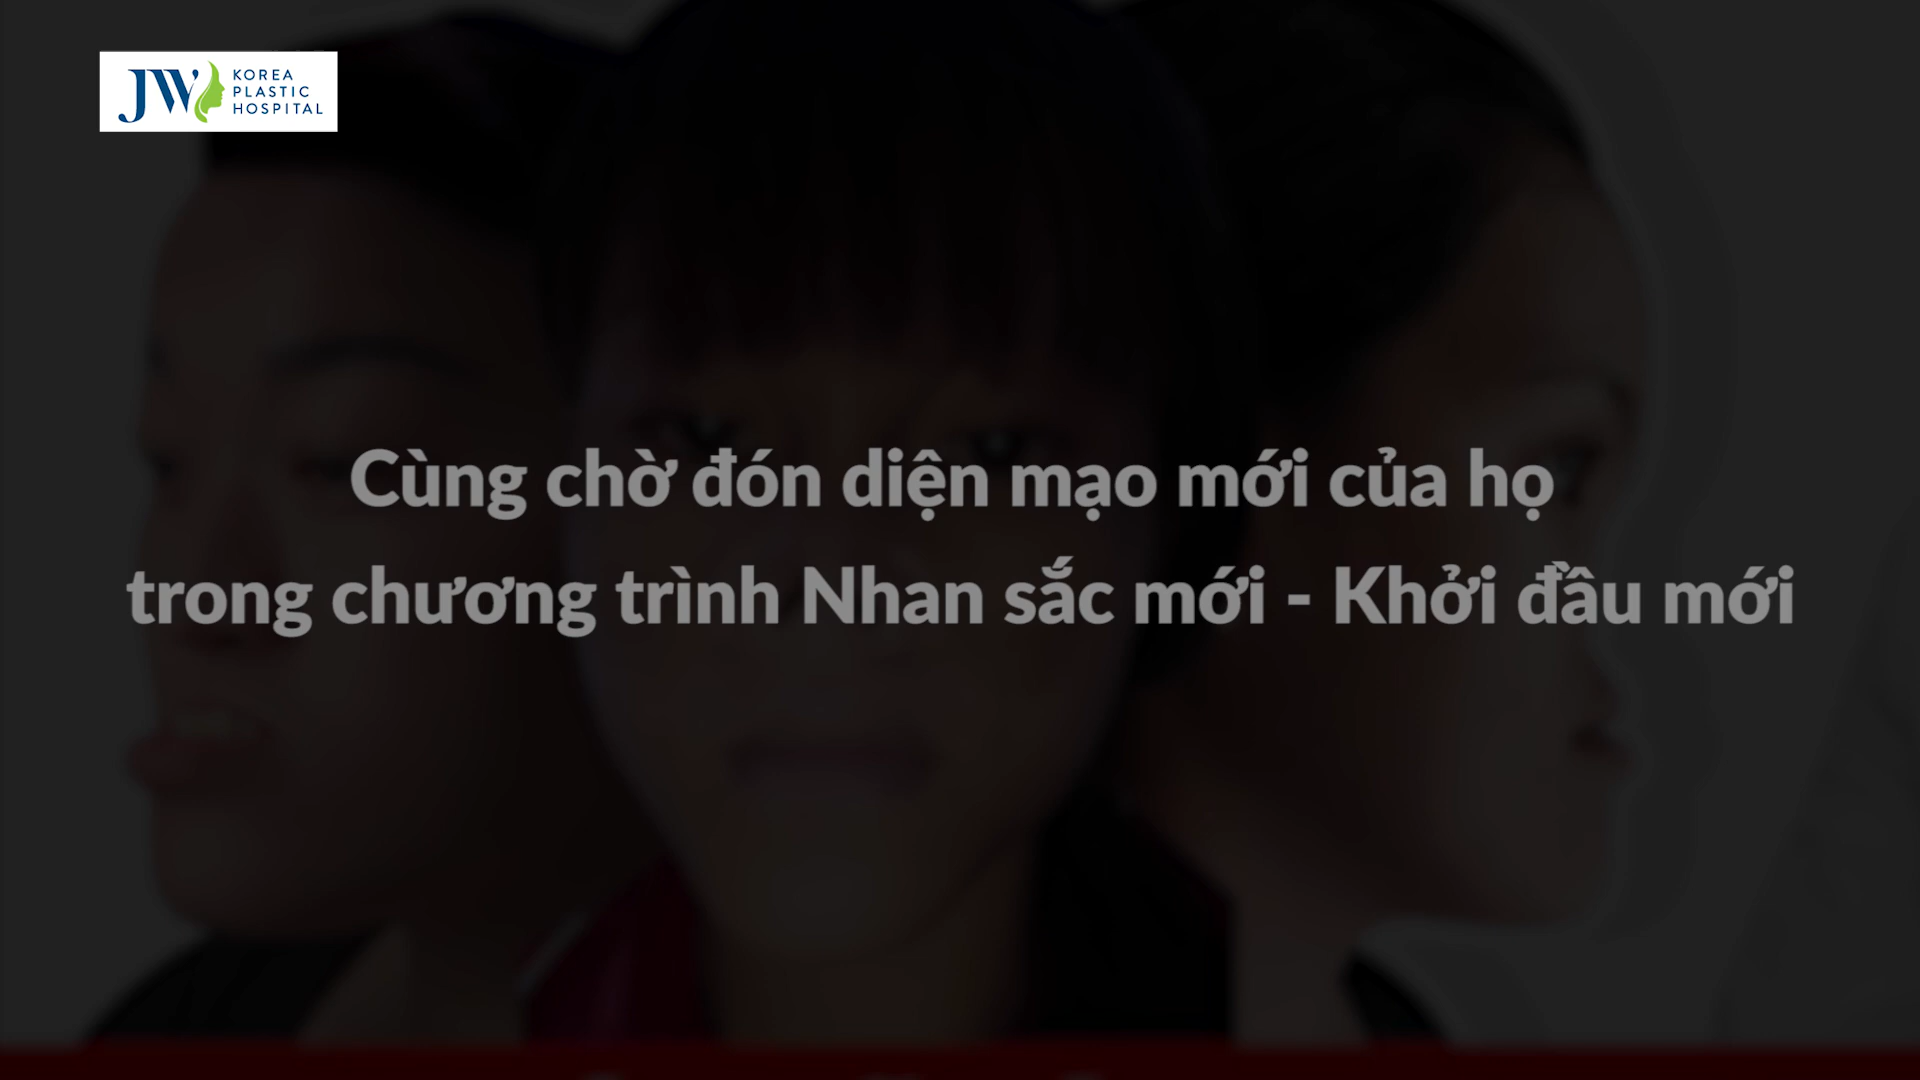 JW KOREA
PLASTIC
HOSPITAL
Cùng chờ đón diện mạo mới của họ
trong chương trình Nhan sắc mới - Khởi đầu mới